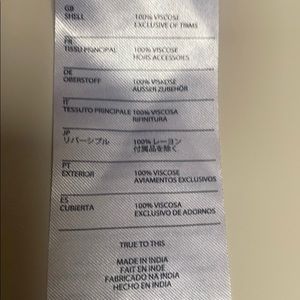 GB
SHELL 100% VISCOSE
EXCLUSIVE OF TRIMS
FR
TISSU PRINCIPAL 100% VISCOSE
HORS ACCESSOIRES
DE
OBERSTOFF 100% VISKOSE
AUSSER ZUBEHÖR
IT
TESSUTO PRINCIPALE 100% VISCOSA
RIFINITURA
JP
リバーシブル 100% レーヨン
付属品を除く
PT
EXTERIOR 100% VISCOSE
AVIAMENTOS EXCLUSIVOS
ES
CUBIERTA 100% VISCOSA
EXCLUSIVO DE ADORNOS
TRUE TO THIS
MADE IN INDIA
FAIT EN INDE
FABRICADO NA INDIA
HECHO EN INDIA